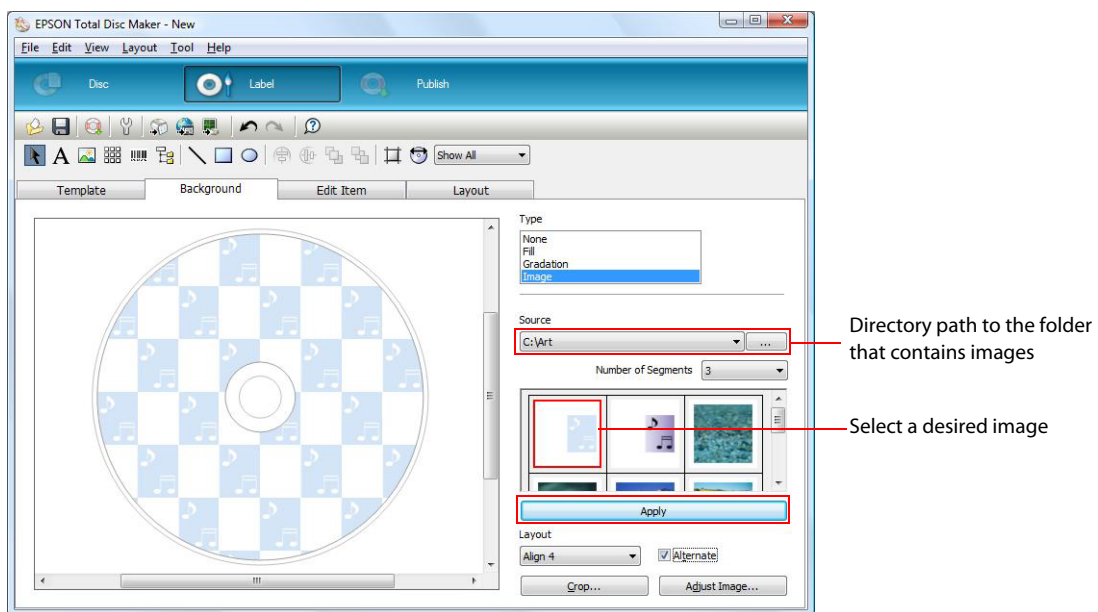 EPSON Total Disc Maker - New
File Edit View Layout Tool Help
Disc Label Publish
A Show All
Template Background Edit Item Layout
Type
None
Fill
Gradation
Image
Source
C:\Art ...
Directory path to the folder
that contains images
Number of Segments 3
Select a desired image
Apply
Layout
Align 4 Alternate
Crop... Adjust Image...